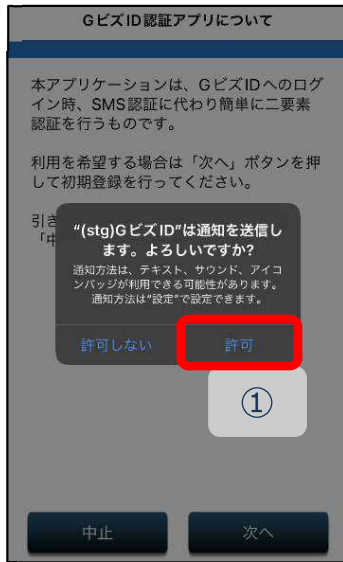 GビズID認証アプリについて
本アプリケーションは、GビズIDへのログ
イン時、SMS認証に代わり簡単に二要素
認証を行うものです。
利用を希望する場合は「次へ」ボタンを押
して初期登録を行ってください。
引き
「中
“(stg)GビズID”は通知を送信し
ます。よろしいですか?
通知方法は、テキスト、サウンド、アイコ
ンバッジが利用できる可能性があります。
通知方法は“設定”で設定できます。
許可しない 許可
①
中止 次へ